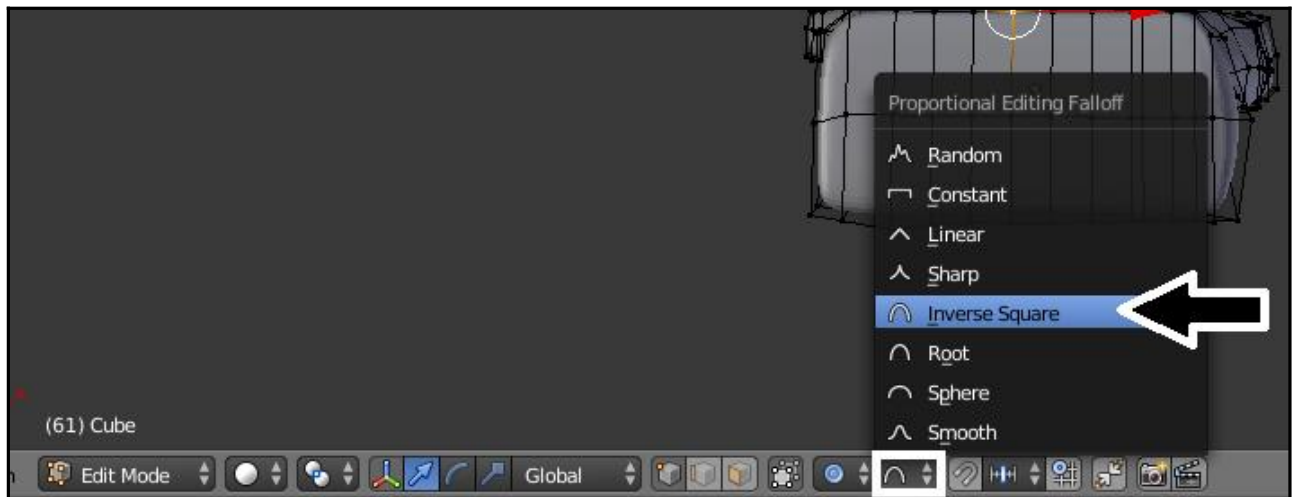 Proportional Editing Falloff
Random
Constant
Linear
Sharp
Inverse Square
Root
Sphere
Smooth
(61) Cube
Edit Mode
Global